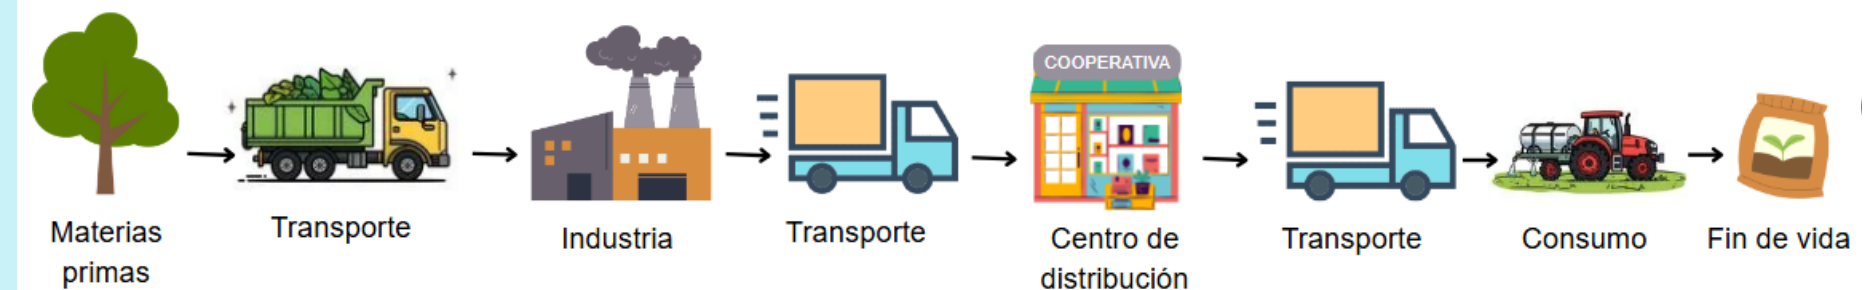 COOPERATIVA
Materias
primas
Transporte
Industria
Transporte
Centro de
distribución
Transporte
Consumo
Fin de vida